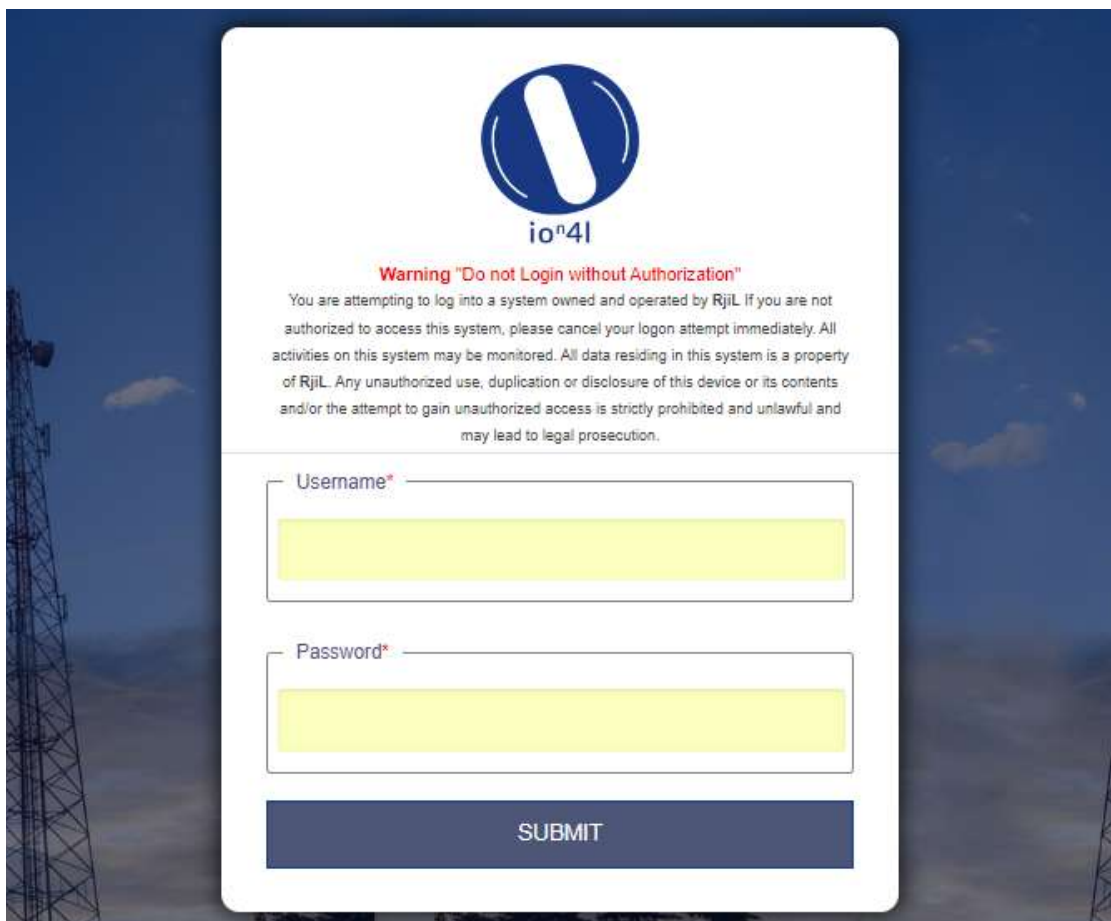 ioⁿ4l
Warning "Do not Login without Authorization"
You are attempting to log into a system owned and operated by RjiL If you are not
authorized to access this system, please cancel your logon attempt immediately. All
activities on this system may be monitored. All data residing in this system is a property
of RjiL. Any unauthorized use, duplication or disclosure of this device or its contents
and/or the attempt to gain unauthorized access is strictly prohibited and unlawful and
may lead to legal prosecution.
Username*
Password*
SUBMIT